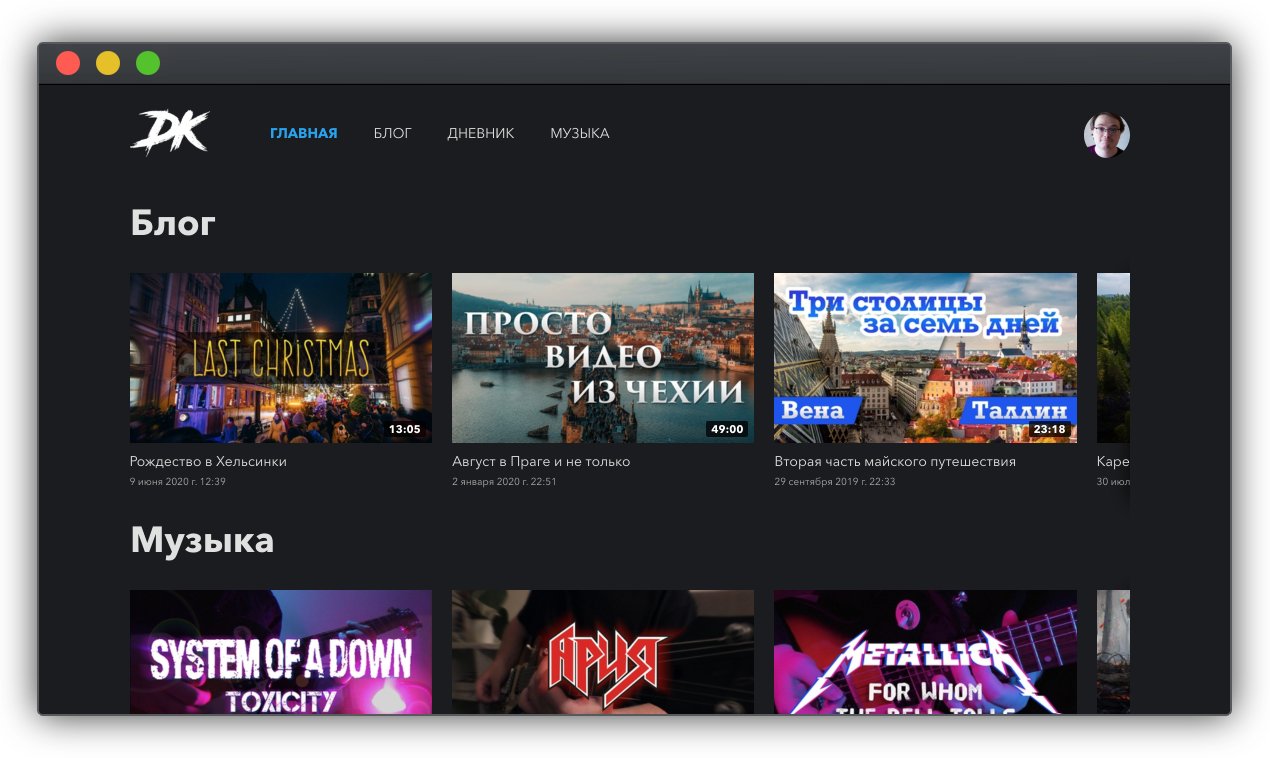 DK
ГЛАВНАЯ БЛОГ ДНЕВНИК МУЗЫКА
Блог
LAST CHRISTMAS
13:05
ПРОСТО
ВИДЕО
ИЗ ЧЕХИИ
49:00
Три столицы
за семь дней
Вена Таллин
23:18
Рождество в Хельсинки
9 июня 2020 г. 12:39
Август в Праге и не только
2 января 2020 г. 22:51
Вторая часть майского путешествия
29 сентября 2019 г. 22:33
Каре
30 июл
Музыка
SYSTEM OF A DOWN
TOXICITY
АРИЯ
METALLICA
FOR WHOM
THE BELL TOLLS